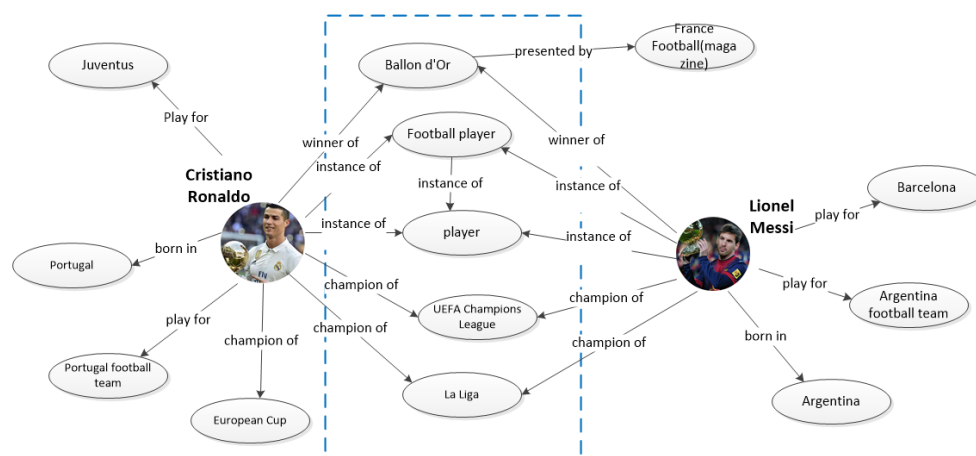 France
Football(maga
zine)
presented by
Juventus
Ballon d'Or
Play for
Football player
winner of
winner of
instance of
Cristiano
Ronaldo
instance of
instance of
Barcelona
Lionel
Messi
play for
instance of
player
instance of
born in
Portugal
champion of
play for
UEFA Champions
League
champion of
Argentina
football team
play for
champion of
champion of
champion of
born in
Portugal football
team
La Liga
Argentina
European Cup